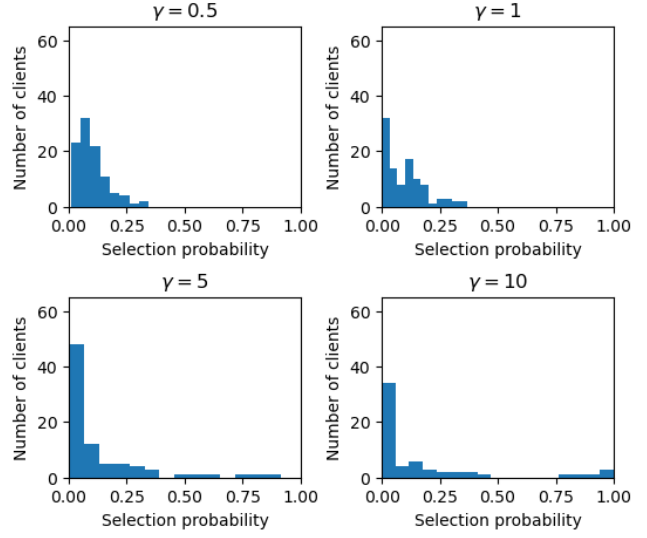 γ = 0.5
60
40
20
0
Number of clients
0.00 0.25 0.50 0.75 1.00
Selection probability
γ = 1
60
40
20
0
Number of clients
0.00 0.25 0.50 0.75 1.00
Selection probability
γ = 5
60
40
20
0
Number of clients
0.00 0.25 0.50 0.75 1.00
Selection probability
γ = 10
60
40
20
0
Number of clients
0.00 0.25 0.50 0.75 1.00
Selection probability